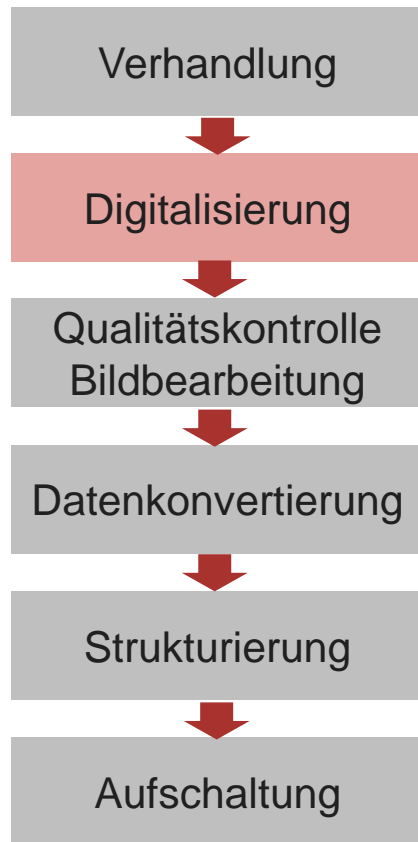 Verhandlung
Digitalisierung
Qualitätskontrolle
Bildbearbeitung
Datenkonvertierung
Strukturierung
Aufschaltung